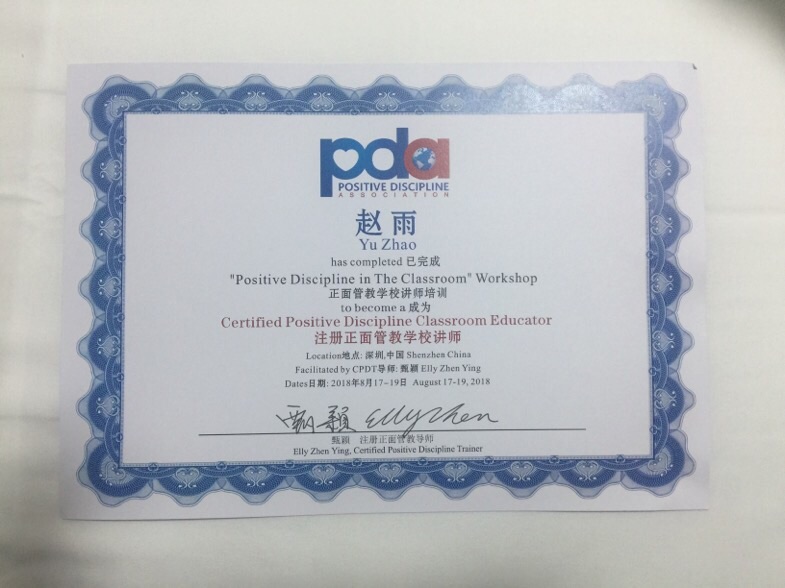 pda
POSITIVE DISCIPLINE
ASSOCIATION
赵雨
Yu Zhao
has completed 已完成
"Positive Discipline in The Classroom" Workshop
正面管教学校讲师培训
to become a 成为
Certified Positive Discipline Classroom Educator
注册正面管教学校讲师
Location地点: 深圳,中国 Shenzhen China
Facilitated by CPDT导师: 甄颖 Elly Zhen Ying
Dates日期: 2018年8月17-19日 August 17-19, 2018
甄颖 Elly Zhen
甄颖 注册正面管教导师
Elly Zhen Ying, Certified Positive Discipline Trainer